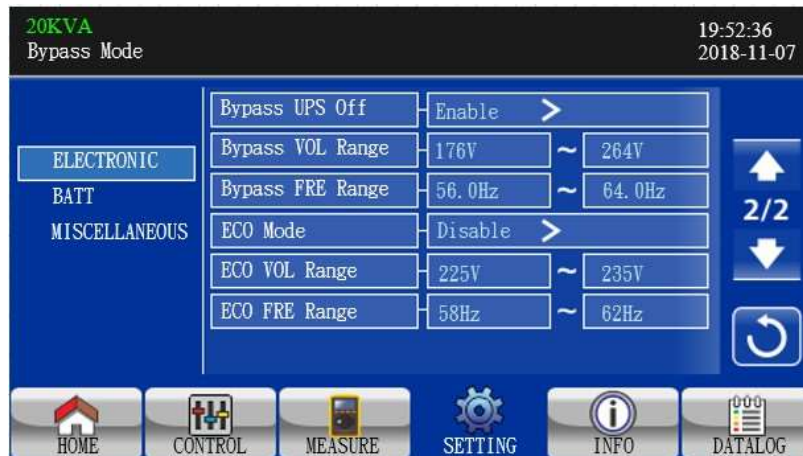 20KVA
19:52:36
Bypass Mode
2018-11-07
ELECTRONIC
BATT
MISCELLANEOUS
Bypass UPS Off Enable >
Bypass VOL Range 176V ~ 264V
Bypass FRE Range 56.0Hz ~ 64.0Hz
ECO Mode Disable >
ECO VOL Range 225V ~ 235V
ECO FRE Range 58Hz ~ 62Hz
2/2
HOME CONTROL MEASURE SETTING INFO DATALOG